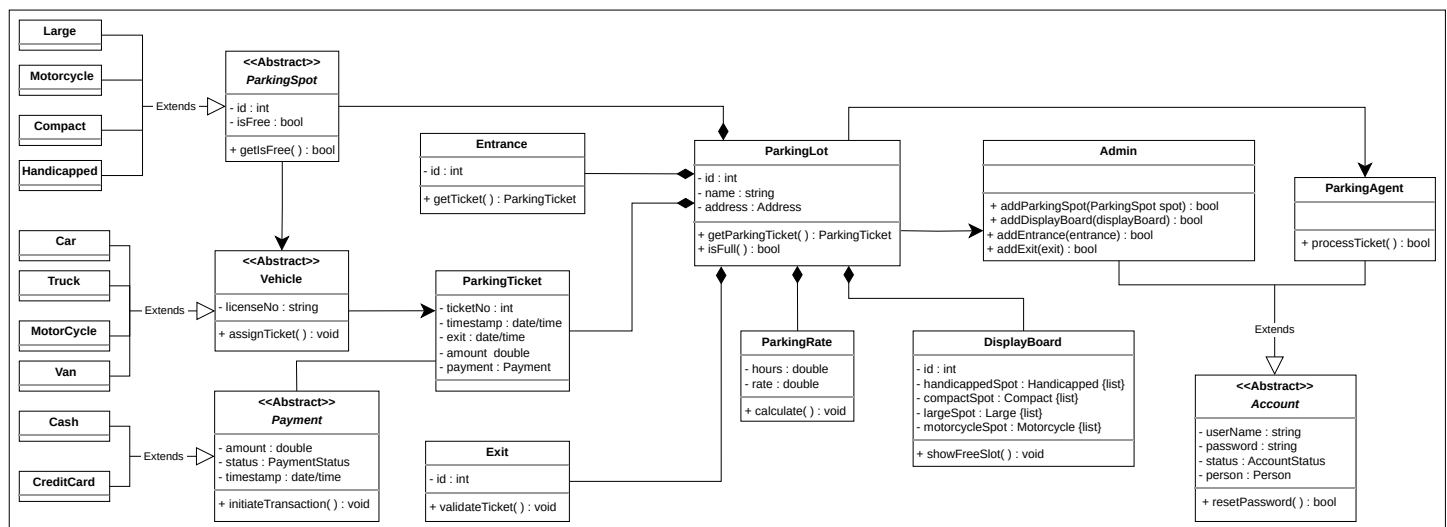 Large
Motorcycle
Compact
Handicapped
Extends
<<Abstract>>
ParkingSpot
- id : int
- isFree : bool
+ getIsFree( ) : bool
Entrance
- id : int
+ getTicket( ) : ParkingTicket
ParkingLot
- id : int
- name : string
- address : Address
+ getParkingTicket( ) : ParkingTicket
+ isFull( ) : bool
Admin
+ addParkingSpot(ParkingSpot spot) : bool
+ addDisplayBoard(displayBoard) : bool
+ addEntrance(entrance) : bool
+ addExit(exit) : bool
ParkingAgent
+ processTicket( ) : bool
Car
Truck
MotorCycle
Van
Extends
<<Abstract>>
Vehicle
- licenseNo : string
+ assignTicket( ) : void
ParkingTicket
- ticketNo : int
- timestamp : date/time
- exit : date/time
- amount  double
- payment : Payment
ParkingRate
- hours : double
- rate : double
+ calculate( ) : void
DisplayBoard
- id : int
- handicappedSpot : Handicapped {list}
- compactSpot : Compact {list}
- largeSpot : Large {list}
- motorcycleSpot : Motorcycle {list}
+ showFreeSlot( ) : void
Extends
<<Abstract>>
Account
- userName : string
- password : string
- status : AccountStatus
- person : Person
+ resetPassword( ) : bool
Cash
CreditCard
Extends
<<Abstract>>
Payment
- amount : double
- status : PaymentStatus
- timestamp : date/time
+ initiateTransaction( ) : void
Exit
- id : int
+ validateTicket( ) : void